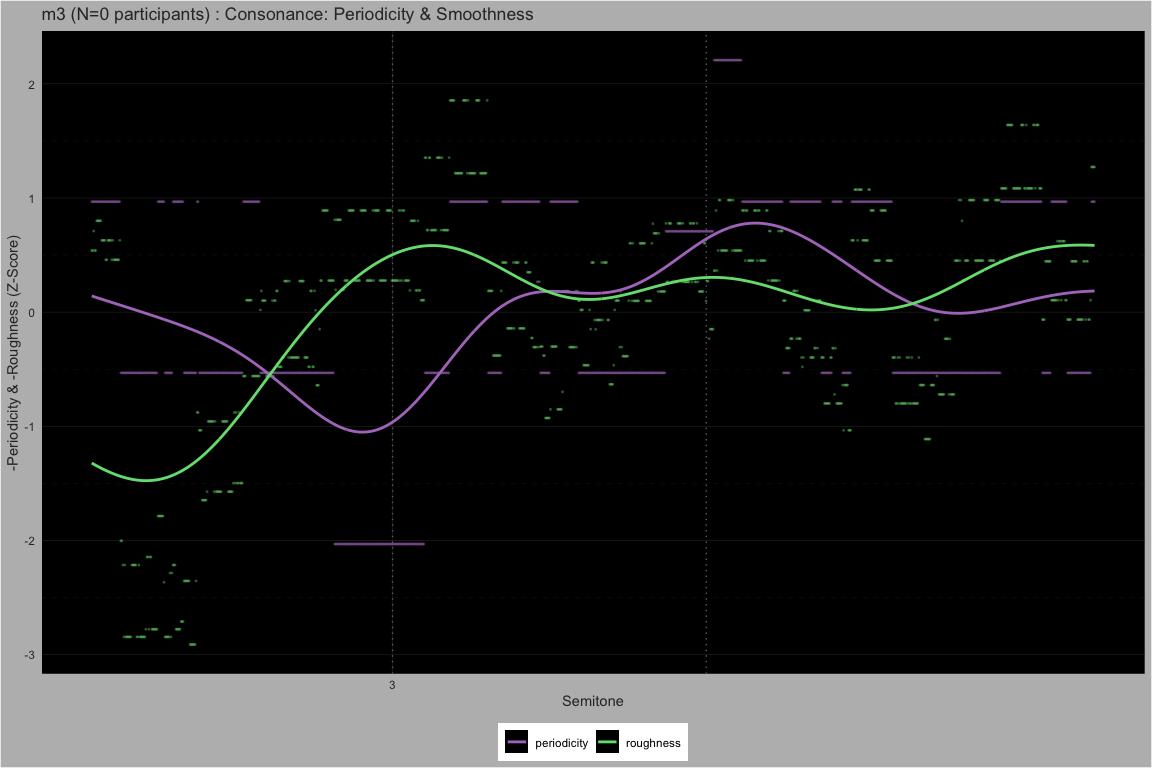 m3 (N=0 participants) : Consonance: Periodicity & Smoothness
-Periodicity & -Roughness (Z-Score)
2
1
0
-1
-2
-3
3
Semitone
periodicity
roughness